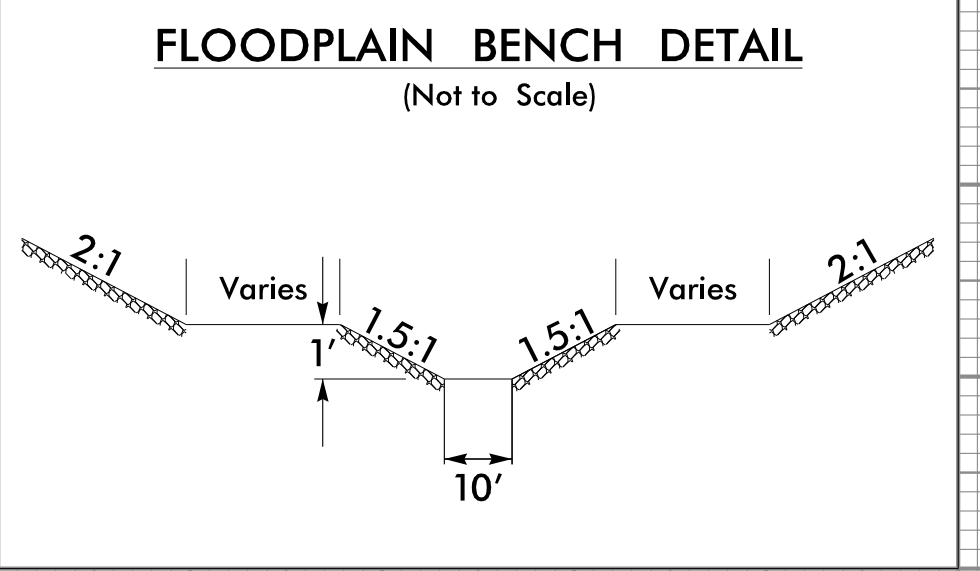 FLOODPLAIN BENCH DETAIL
(Not to Scale)
2:1
2:1
Varies
Varies
1.5:1
1.5:1
1'
10'